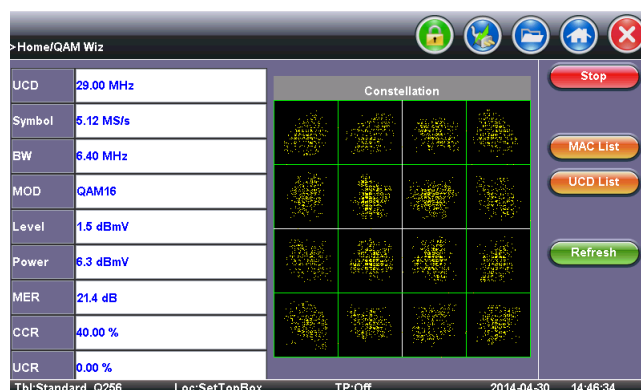 >Home/QAM Wiz
UCD 29.00 MHz
Symbol 5.12 MS/s
BW 6.40 MHz
MOD QAM16
Level 1.5 dBmV
Power 6.3 dBmV
MER 21.4 dB
CCR 40.00 %
UCR 0.00 %
Constellation
Stop
MAC List
UCD List
Refresh
Tbl:Standard_Q256 Loc:SetTopBox TP:Off 2014-04-30 14:46:34